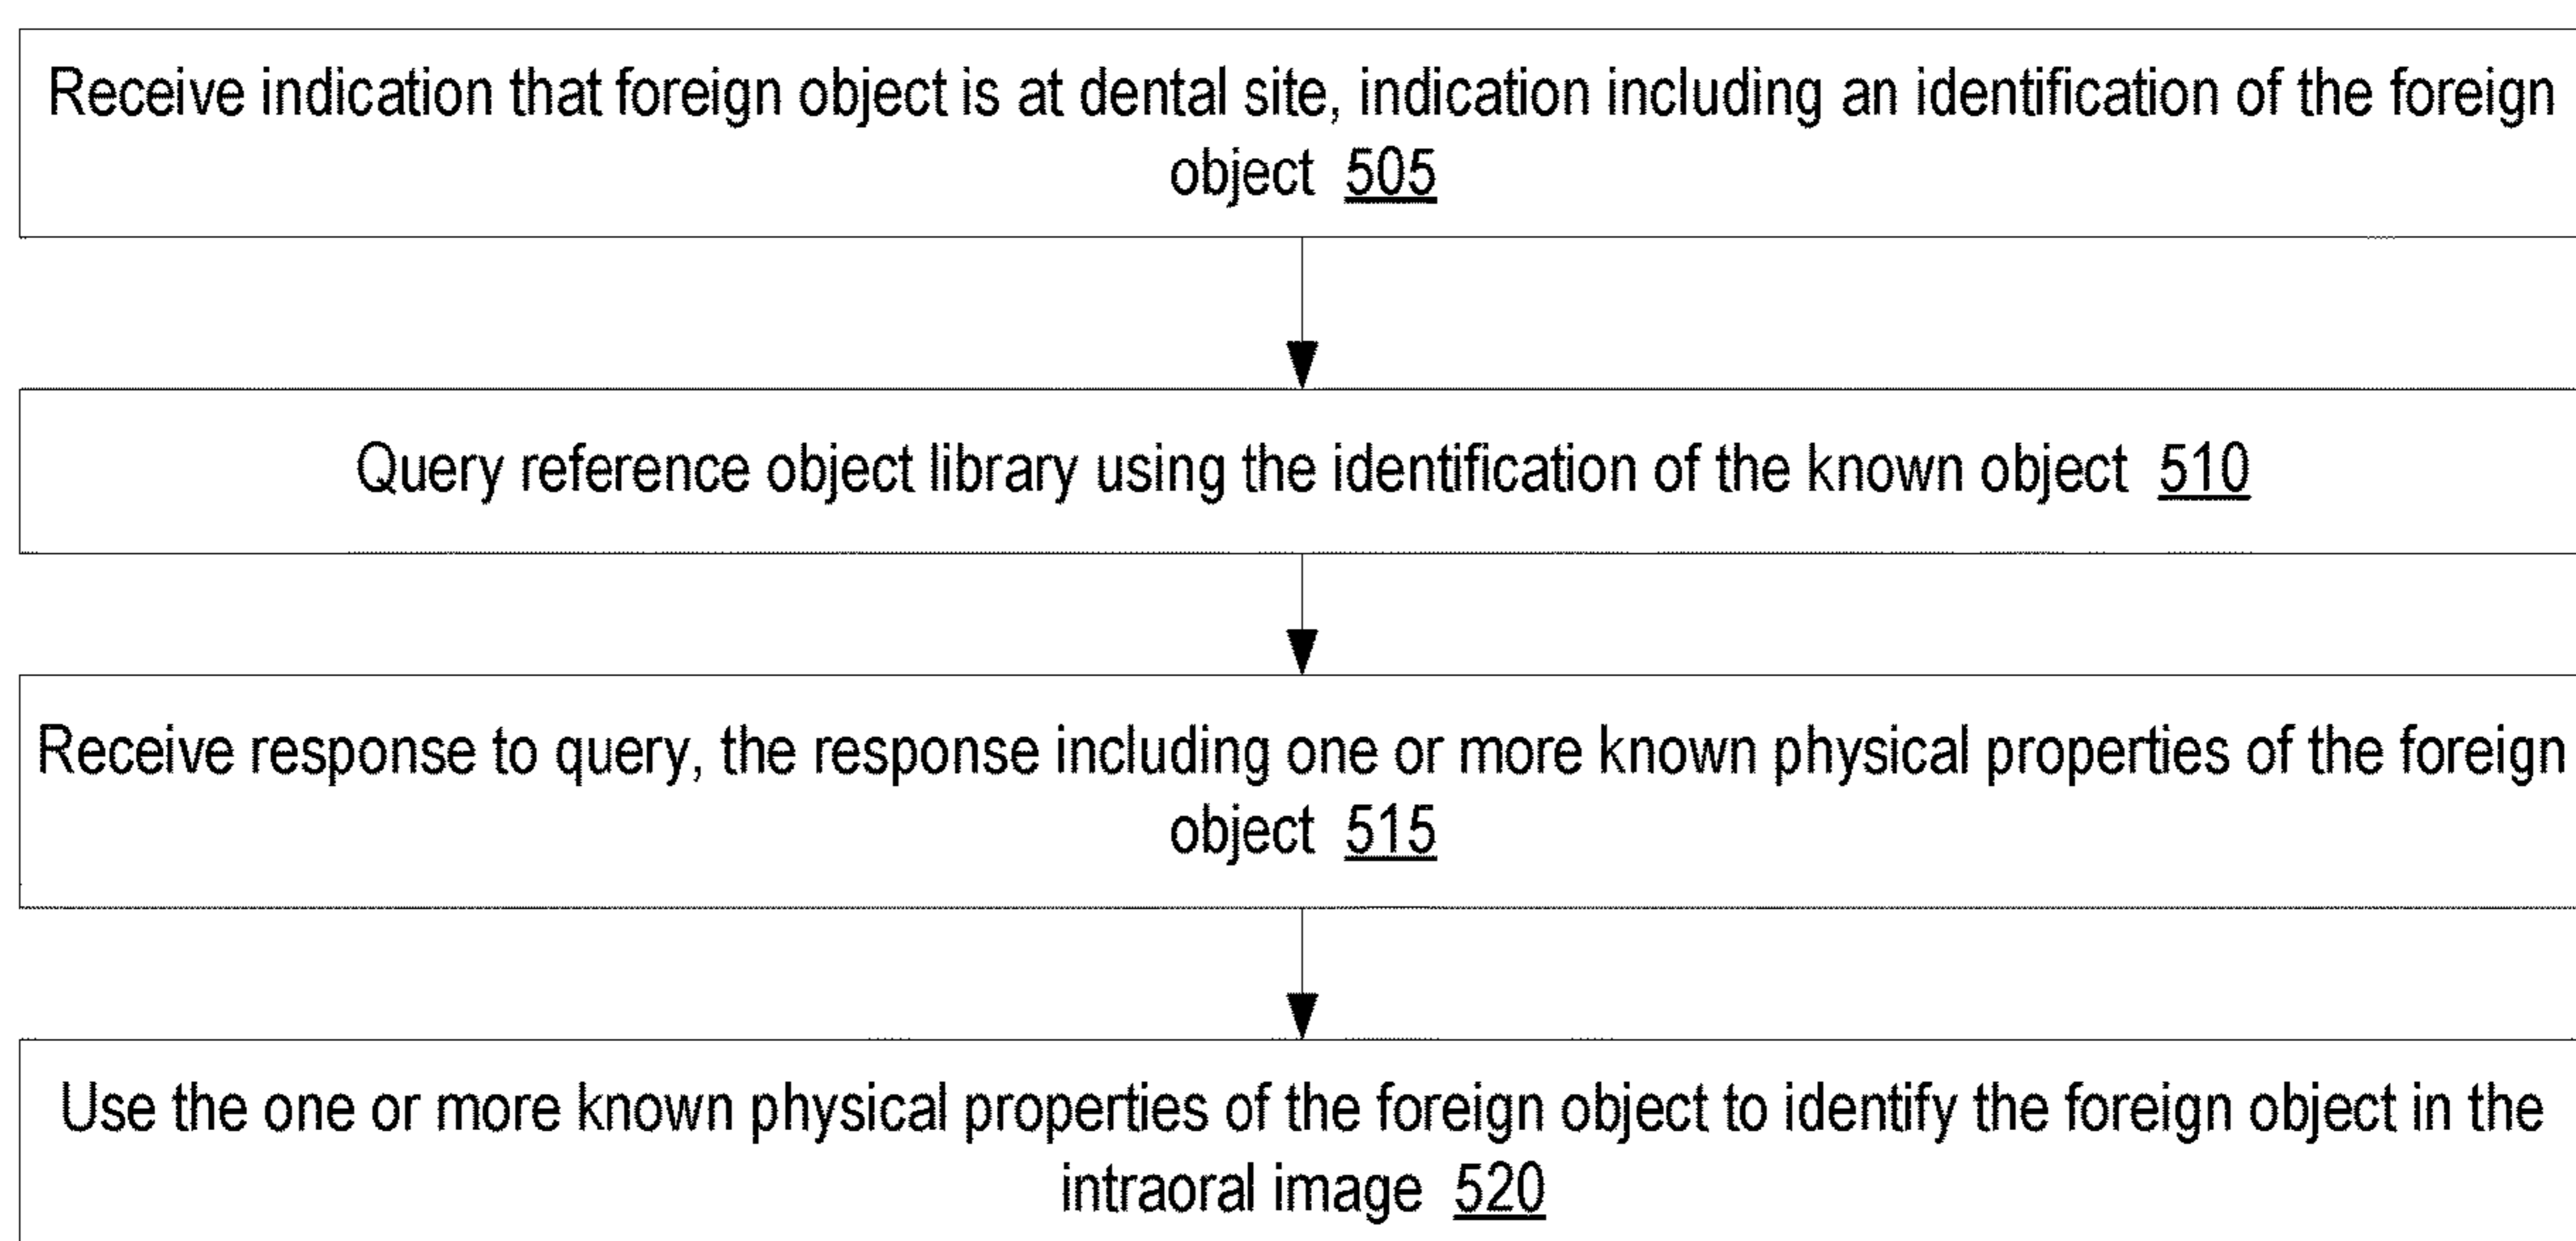 Receive indication that foreign object is at dental site, indication including an identification of the foreign
object 505
Query reference object library using the identification of the known object 510
Receive response to query, the response including one or more known physical properties of the foreign
object 515
Use the one or more known physical properties of the foreign object to identify the foreign object in the
intraoral image 520